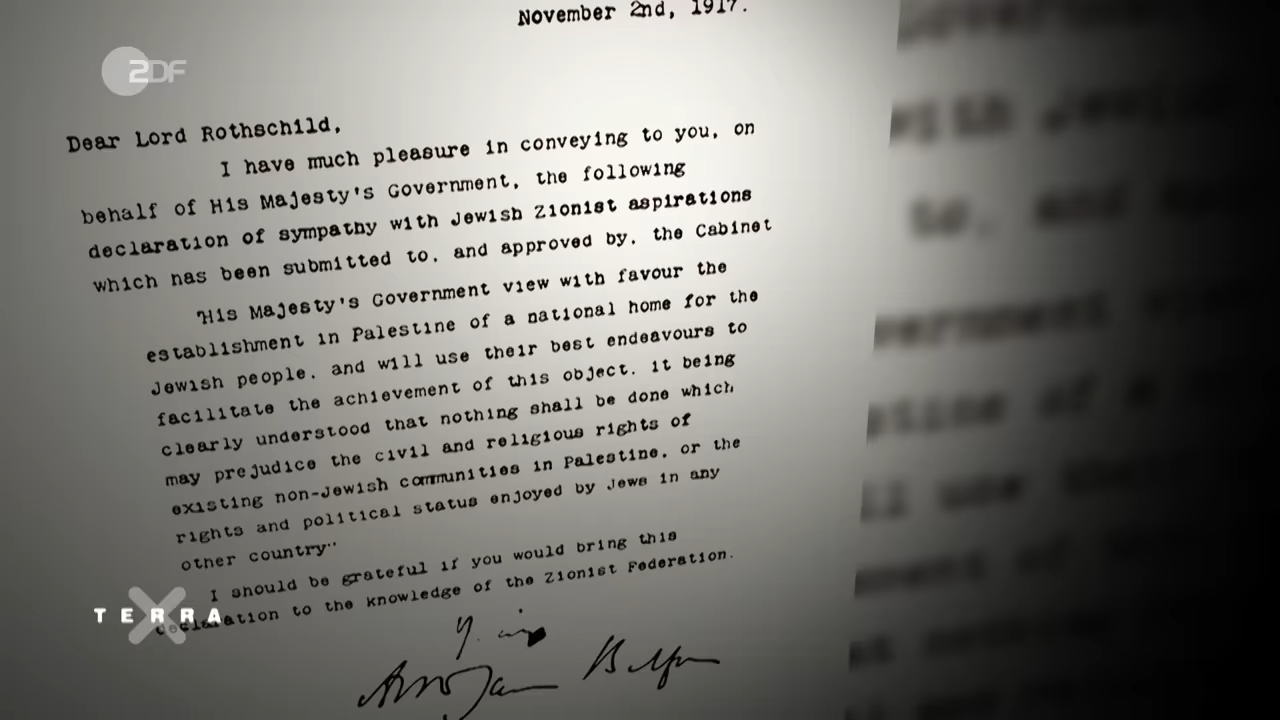 November 2nd, 1917.
ZDF
Dear Lord Rothschild,
I have much pleasure in conveying to you, on
behalf of His Majesty's Government, the following
declaration of sympathy with Jewish Zionist aspirations
which has been submitted to, and approved by, the Cabinet
"His Majesty's Government view with favour the
establishment in Palestine of a national home for the
Jewish people, and will use their best endeavours to
facilitate the achievement of this object, it being
clearly understood that nothing shall be done which
may prejudice the civil and religious rights of
existing non-Jewish communities in Palestine, or the
rights and political status enjoyed by Jews in any
other country"
I should be grateful if you would bring this
declaration to the knowledge of the Zionist Federation.
TERRA X